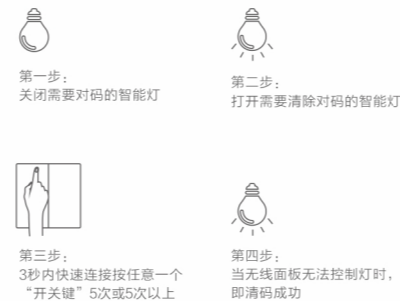 第一步：
关闭需要对码的智能灯
第二步：
打开需要清除对码的智能灯
第三步：
3秒内快速连接按任意一个
“开关键”5次或5次以上
第四步：
当无线面板无法控制灯时，
即清码成功